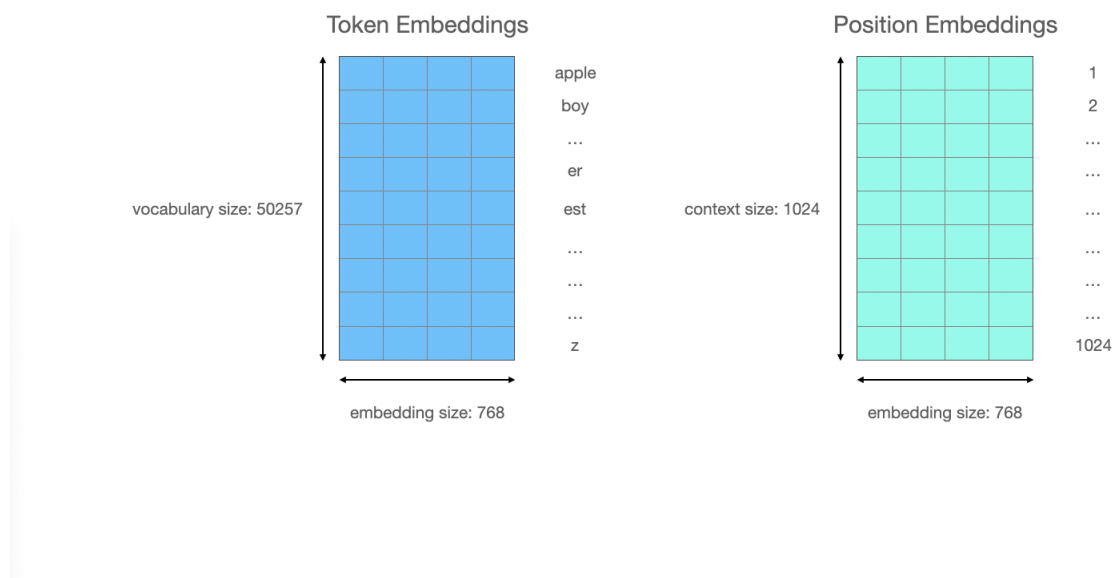 Token Embeddings
apple
boy
...
er
vocabulary size: 50257
est
...
...
...
z
embedding size: 768
Position Embeddings
1
2
...
...
context size: 1024
...
...
...
...
1024
embedding size: 768